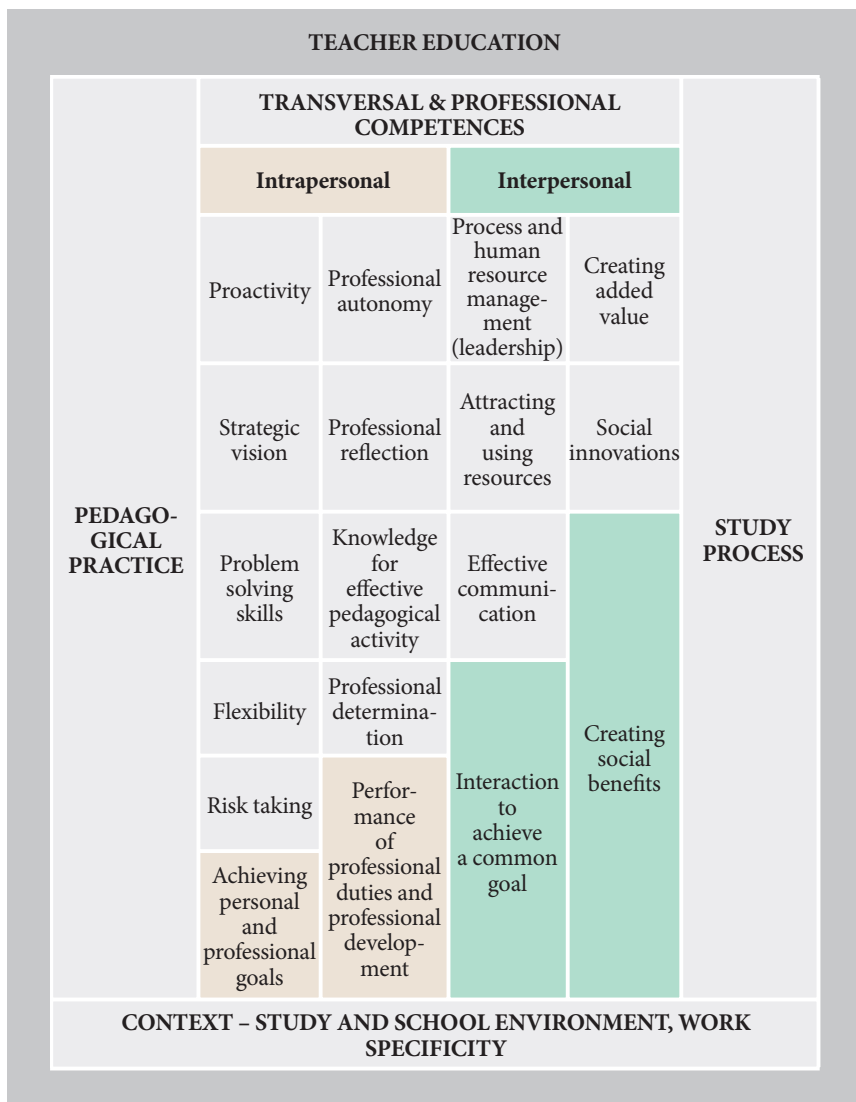 TEACHER EDUCATION
TRANSVERSAL & PROFESSIONAL
COMPETENCES
Intrapersonal
Interpersonal
PEDAGO-
GICAL
PRACTICE
Proactivity
Professional
autonomy
Process and
human
resource
manage-
ment
(leadership)
Creating
added
value
Strategic
vision
Professional
reflection
Attracting
and
using
resources
Social
innovations
Problem
solving
skills
Knowledge
for
effective
pedagogical
activity
Effective
communi-
cation
Flexibility
Professional
determina-
tion
Risk taking
Achieving
personal
and
professional
goals
Perfor-
mance
of
professional
duties and
professional
develop-
ment
Interaction
to
achieve
a common
goal
Creating
social
benefits
STUDY
PROCESS
CONTEXT – STUDY AND SCHOOL ENVIRONMENT, WORK
SPECIFICITY